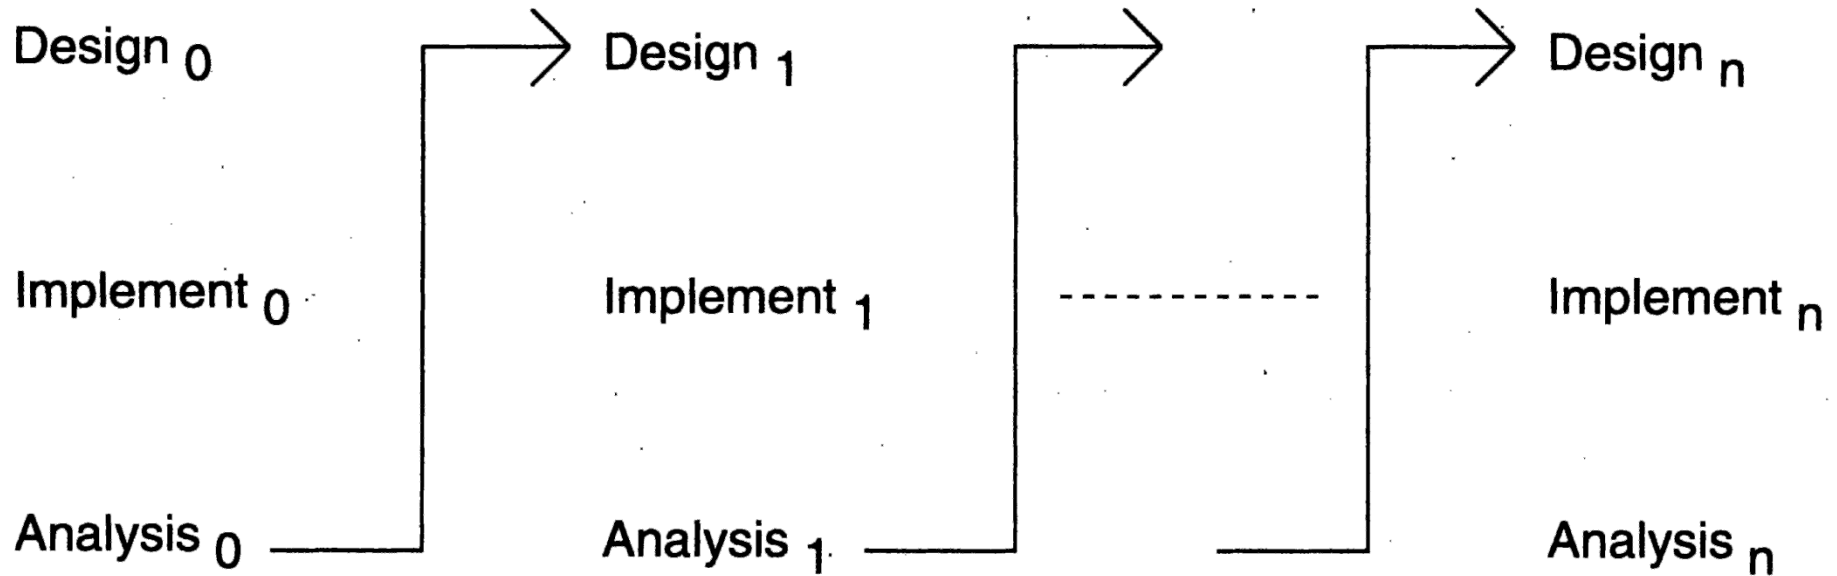 Design 0
Implement 0
Analysis 0
Design 1
Implement 1
Analysis 1
Design n
Implement n
Analysis n